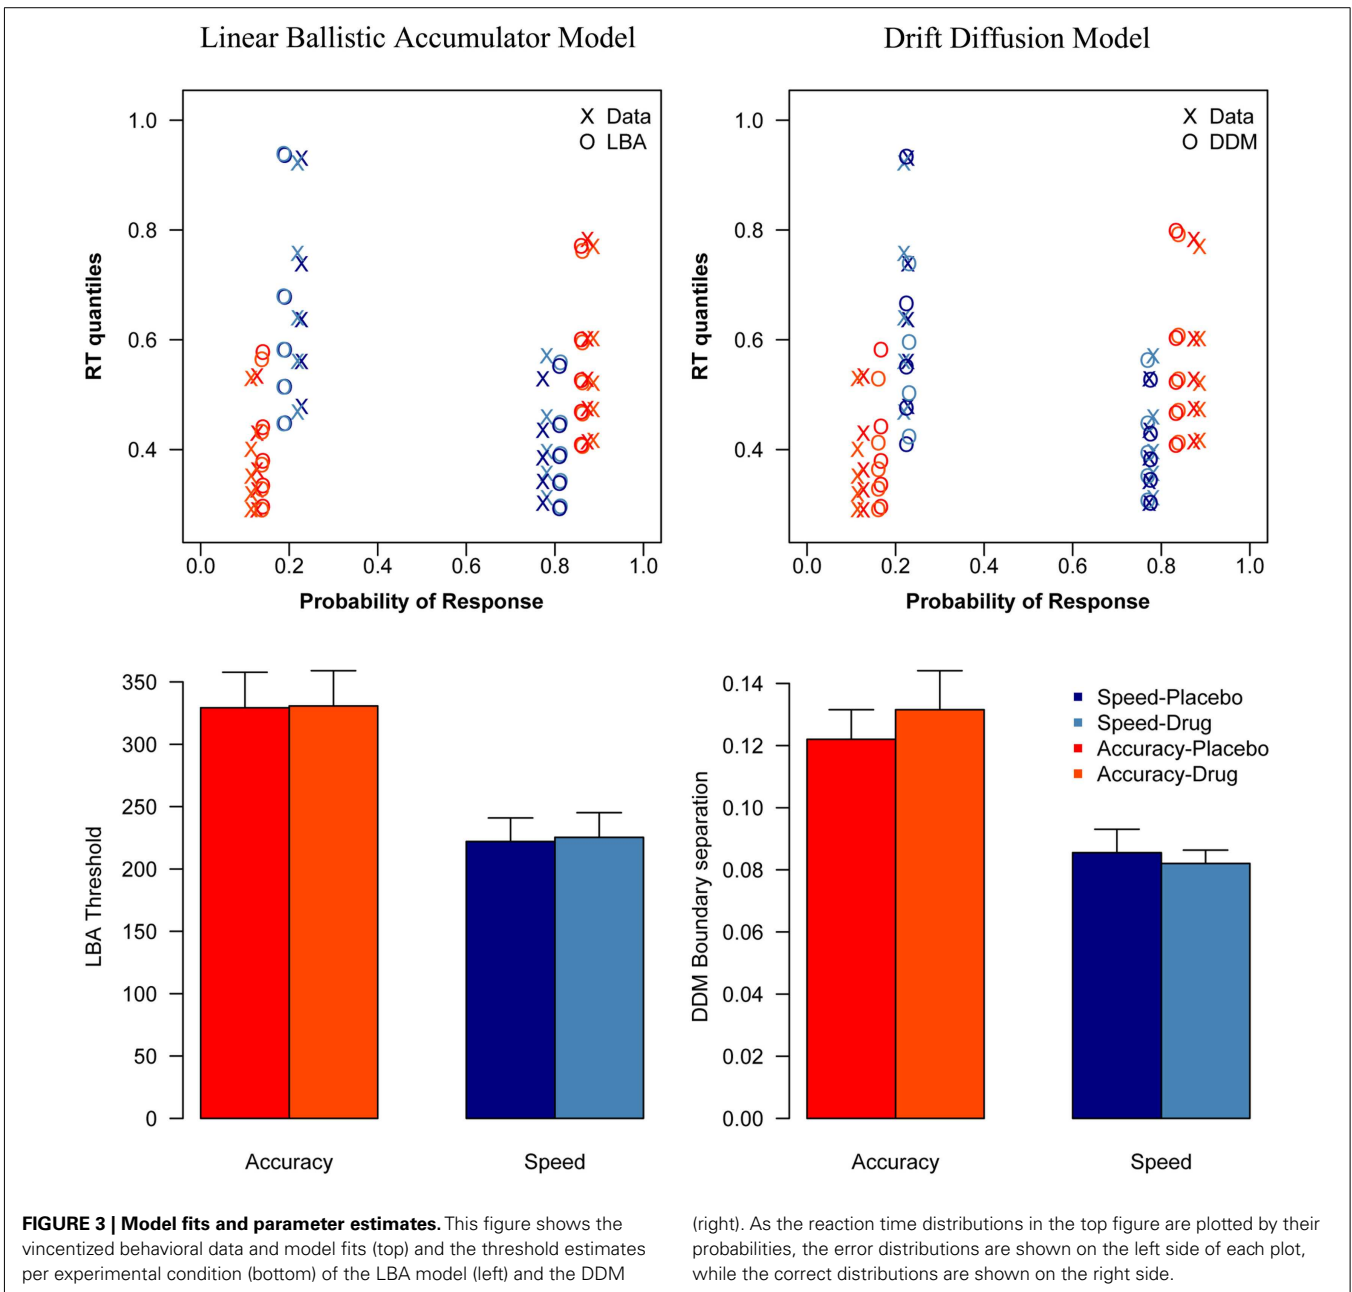 Linear Ballistic Accumulator Model
Drift Diffusion Model
1.0
0.8
0.6
0.4
RT quantiles
X Data
O LBA
0.0 0.2 0.4 0.6 0.8 1.0
Probability of Response
1.0
0.8
0.6
0.4
RT quantiles
X Data
O DDM
0.0 0.2 0.4 0.6 0.8 1.0
Probability of Response
350
300
250
200
150
100
50
0
LBA Threshold
Accuracy Speed
0.14
0.12
0.10
0.08
0.06
0.04
0.02
0.00
DDM Boundary separation
Speed-Placebo
Speed-Drug
Accuracy-Placebo
Accuracy-Drug
Accuracy Speed
FIGURE 3 | Model fits and parameter estimates. This figure shows the
vincentized behavioral data and model fits (top) and the threshold estimates
per experimental condition (bottom) of the LBA model (left) and the DDM
(right). As the reaction time distributions in the top figure are plotted by their
probabilities, the error distributions are shown on the left side of each plot,
while the correct distributions are shown on the right side.